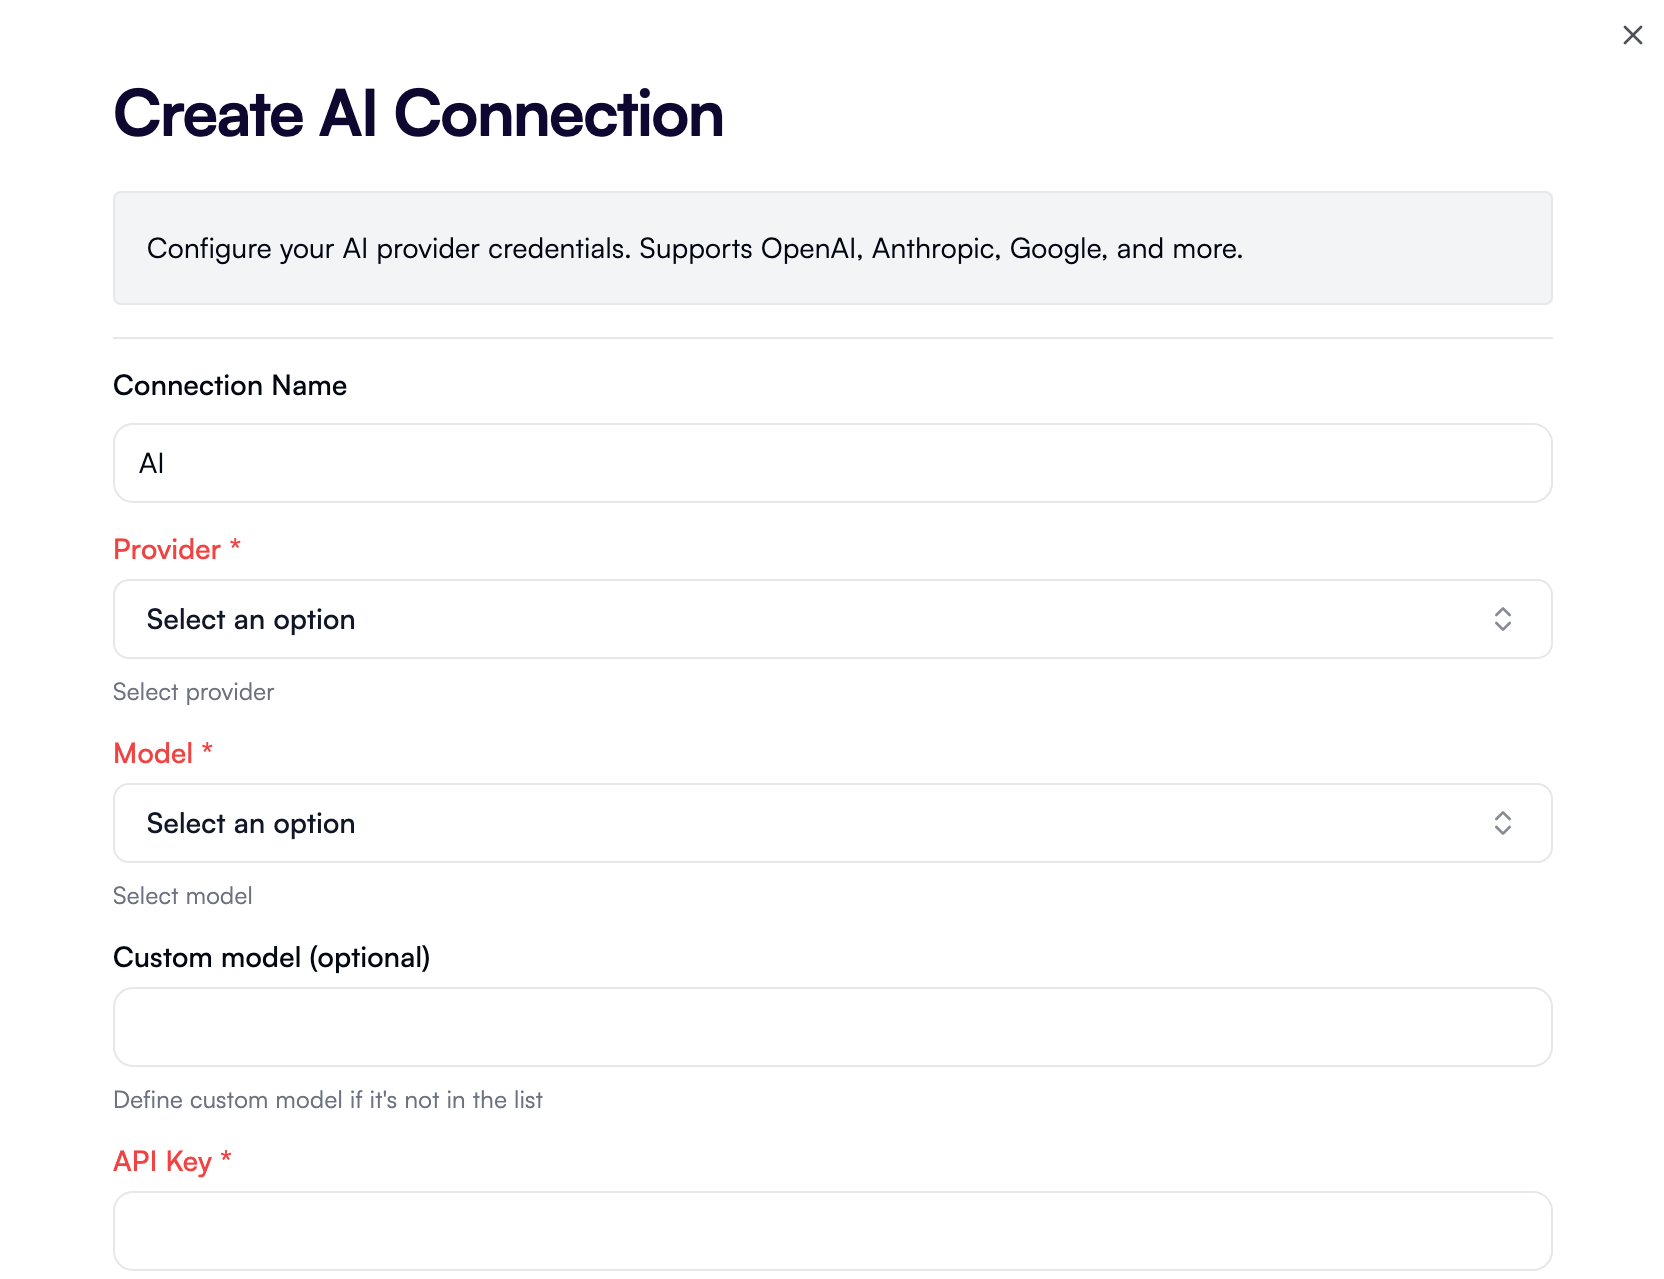 Create AI Connection
Configure your AI provider credentials. Supports OpenAI, Anthropic, Google, and more.
Connection Name
AI
Provider *
Select an option
Select provider
Model *
Select an option
Select model
Custom model (optional)
Define custom model if it's not in the list
API Key *